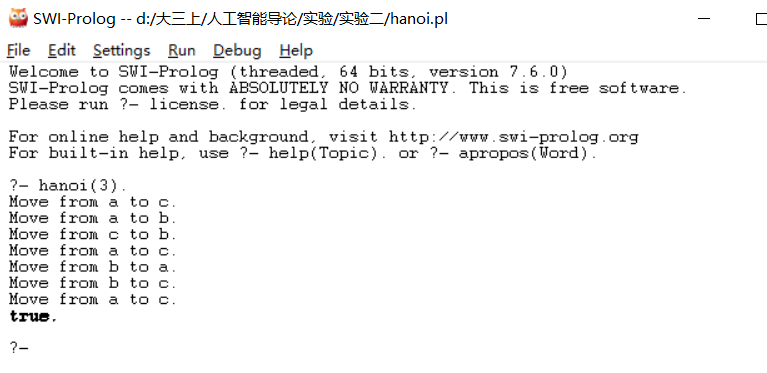 SWI-Prolog -- d:/大三上/人工智能导论/实验/实验二/hanoi.pl
File Edit Settings Run Debug Help
Welcome to SWI-Prolog (threaded, 64 bits, version 7.6.0)
SWI-Prolog comes with ABSOLUTELY NO WARRANTY. This is free software.
Please run ?- license. for legal details.
For online help and background, visit http://www.swi-prolog.org
For built-in help, use ?- help(Topic). or ?- apropos(Word).
?- hanoi(3).
Move from a to c.
Move from a to b.
Move from c to b.
Move from a to c.
Move from b to a.
Move from b to c.
Move from a to c.
true.
?-